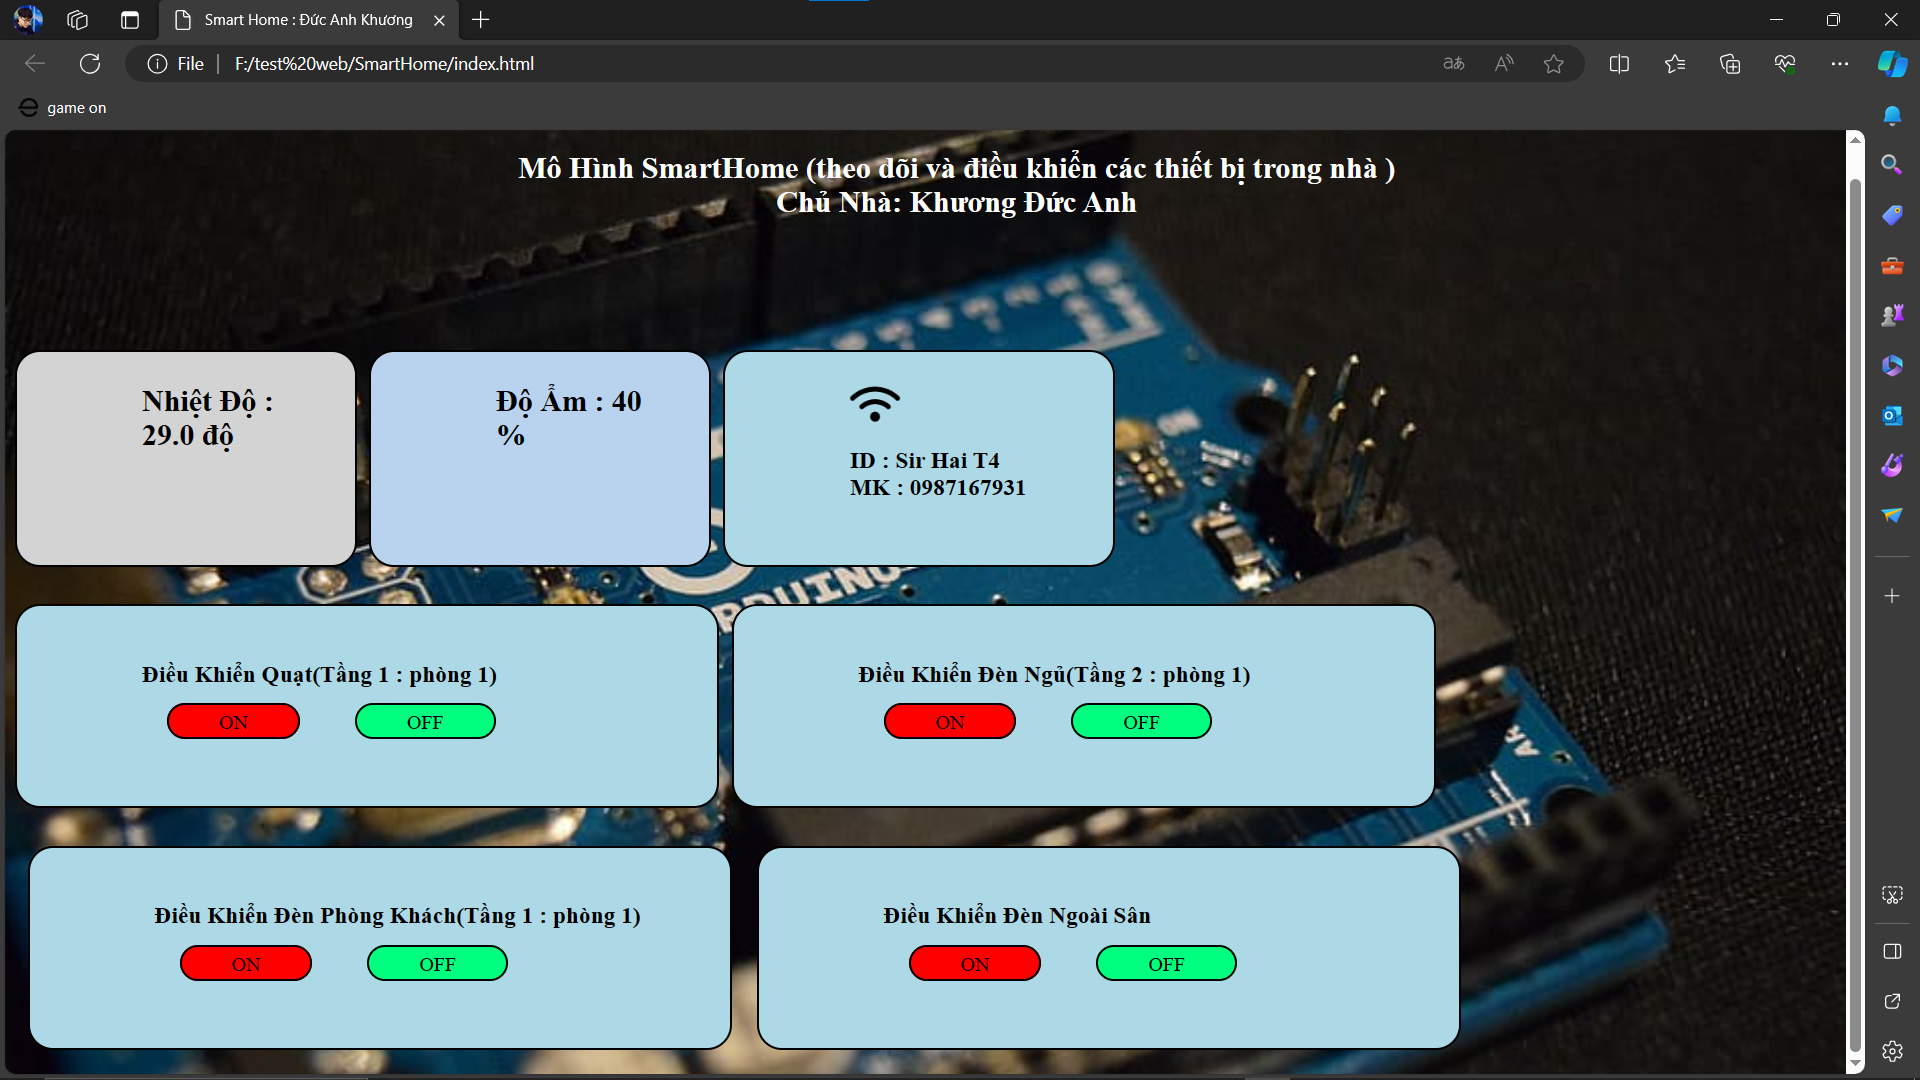 Smart Home : Đức Anh Khương
File
F:/test%20web/SmartHome/index.html
game on
Mô Hình SmartHome (theo dõi và điều khiển các thiết bị trong nhà )
Chủ Nhà: Khương Đức Anh
Nhiệt Độ :
29.0 độ
Độ Ẩm : 40
%
ID : Sir Hai T4
MK : 0987167931
ARDUINO
Điều Khiển Quạt(Tầng 1 : phòng 1)
ON OFF
Điều Khiển Đèn Ngủ(Tầng 2 : phòng 1)
ON OFF
Điều Khiển Đèn Phòng Khách(Tầng 1 : phòng 1)
ON OFF
Điều Khiển Đèn Ngoài Sân
ON OFF